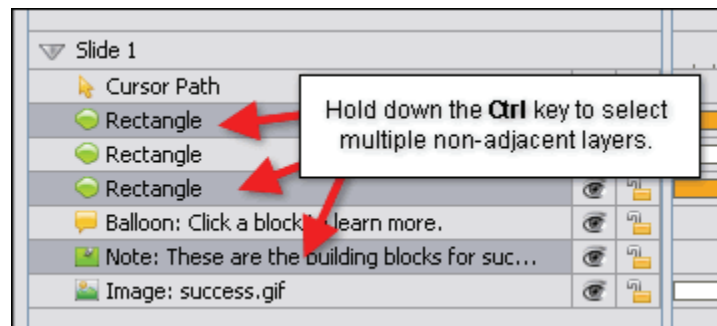 Slide 1
Cursor Path
Rectangle
Hold down the Ctrl key to select
multiple non-adjacent layers.
Rectangle
Rectangle
Balloon: Click a block learn more.
Note: These are the building blocks for suc...
Image: success.gif